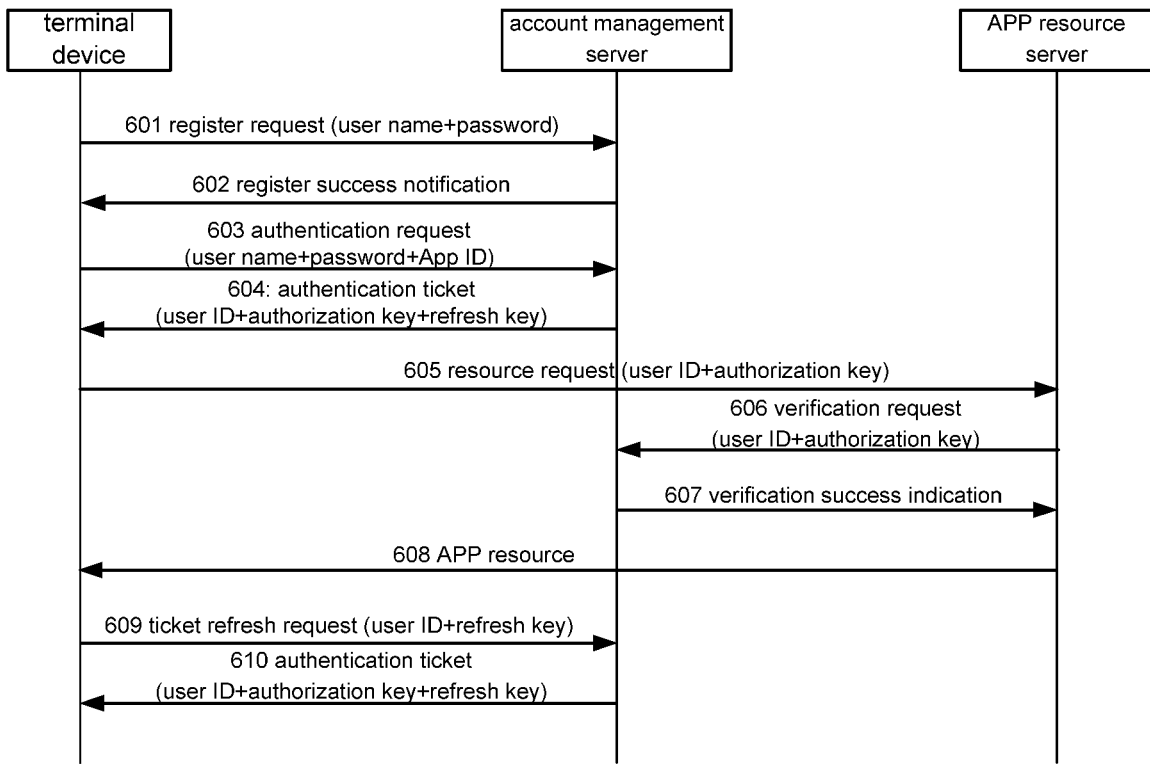 terminal
device
account management
server
APP resource
server
601 register request (user name+password)
602 register success notification
603 authentication request
(user name+password+App ID)
604: authentication ticket
(user ID+authorization key+refresh key)
605 resource request (user ID+authorization key)
606 verification request
(user ID+authorization key)
607 verification success indication
608 APP resource
609 ticket refresh request (user ID+refresh key)
610 authentication ticket
(user ID+authorization key+refresh key)